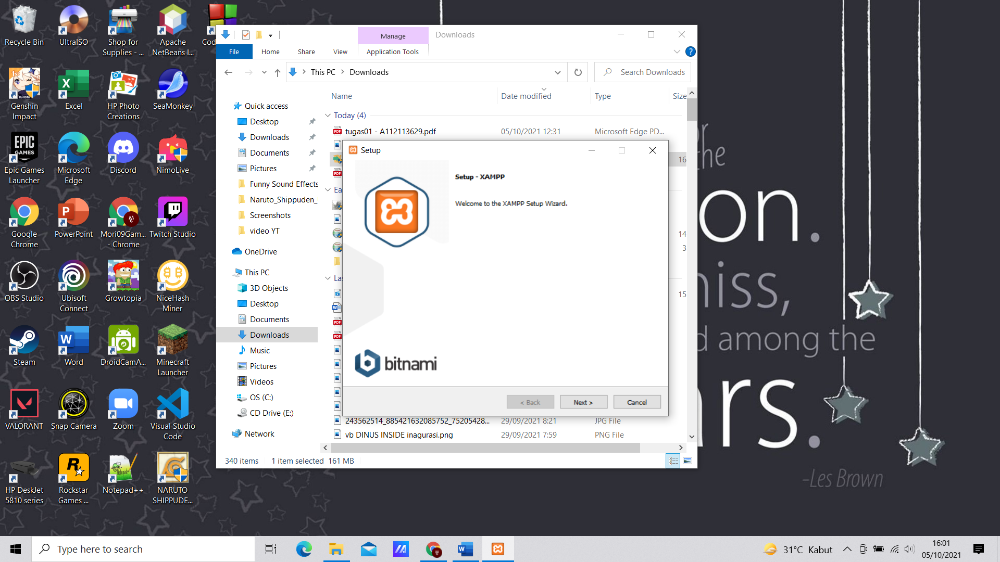 Recycle Bin
UltraISO
Shop for
Supplies - ...
Apache
NetBeans I...
Cod
Genshin
Impact
Excel
HP Photo
Creations
SeaMonkey
EPIC
GAMES
Epic Games
Launcher
Microsoft
Edge
Discord
NimoLive
Google
Chrome
PowerPoint
Mori09Gam...
- Chrome
Twitch Studio
OBS Studio
Ubisoft
Connect
Growtopia
NiceHash
Miner
Steam
Word
DroidCamA...
Minecraft
Launcher
VALORANT
Snap Camera
Zoom
Visual Studio
Code
HP DeskJet
5810 series
Rockstar
Games ...
Notepad++
NARUTO
SHIPPUDE...
Manage
Downloads
File
Home
Share
View
Application Tools
This PC
Downloads
Search Downloads
Name
Date modified
Type
Size
Quick access
Desktop
Downloads
Documents
Pictures
Funny Sound Effects
Naruto_Shippuden_
Screenshots
video YT
OneDrive
This PC
3D Objects
Desktop
Documents
Downloads
Music
Pictures
Videos
OS (C:)
CD Drive (E:)
Network
Today (4)
tugas01 - A112113629.pdf 05/10/2021 12:31 Microsoft Edge PD...
16
Ea
14
3
La
15
243562514_885421632085752_75205428... 29/09/2021 8:21 JPG File
vb DINUS INSIDE inagurasi.png 29/09/2021 7:59 PNG File
340 items 1 item selected 161 MB
Setup
Setup - XAMPP
Welcome to the XAMPP Setup Wizard.
bitnami
< Back
Next >
Cancel
the
on.
iss,
d among the
ars.
-Les Brown
Type here to search
31°C Kabut
16:01
05/10/2021